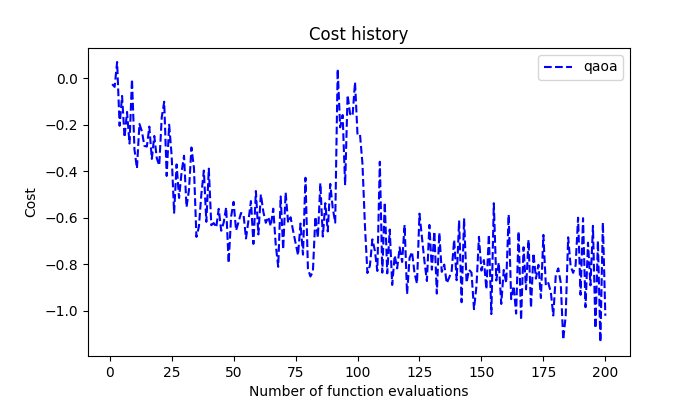 Cost history
qaoa
Cost
0.0
−0.2
−0.4
−0.6
−0.8
−1.0
0 25 50 75 100 125 150 175 200
Number of function evaluations